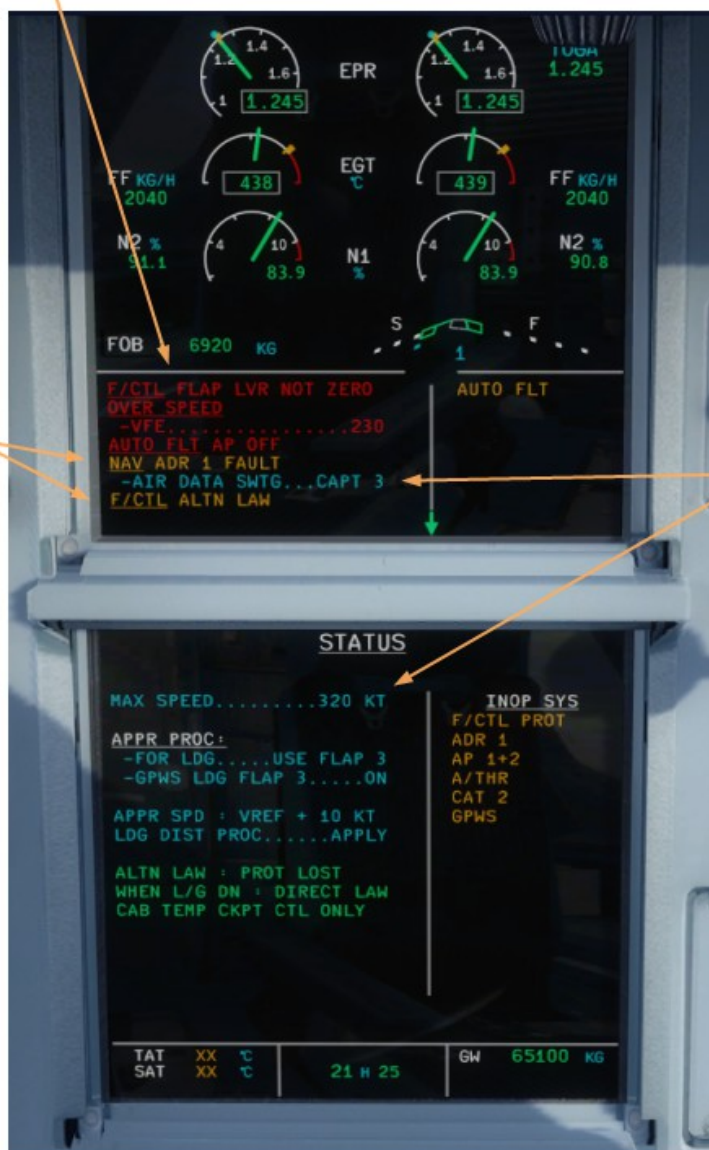 TOGA
1.245
1.2 1.4 1.6 1
1.245
EPR
1.2 1.4 1.6 1
1.245
FF KG/H
2040
438
EGT
°C
439
FF KG/H
2040
N2 %
91.1
4 10
83.9
N1
%
4 10
83.9
N2 %
90.8
FOB 6920 KG
S F
1
F/CTL FLAP LVR NOT ZERO
OVER SPEED
-VFE................230
AUTO FLT AP OFF
NAV ADR 1 FAULT
-AIR DATA SWTG...CAPT 3
F/CTL ALTN LAW
AUTO FLT
STATUS
MAX SPEED.........320 KT
APPR PROC:
-FOR LDG.....USE FLAP 3
-GPWS LDG FLAP 3.....ON
APPR SPD : VREF + 10 KT
LDG DIST PROC......APPLY
ALTN LAW : PROT LOST
WHEN L/G DN : DIRECT LAW
CAB TEMP CKPT CTL ONLY
INOP SYS
F/CTL PROT
ADR 1
AP 1+2
A/THR
CAT 2
GPWS
TAT XX °C
SAT XX °C
21 H 25
GW 65100 KG